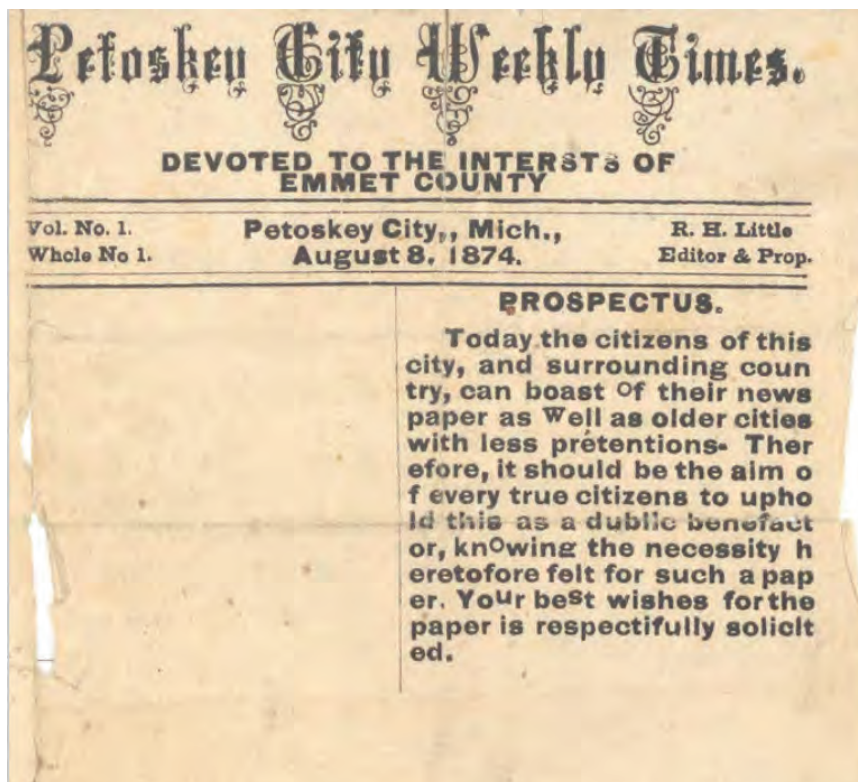 Petoskey City Weekly Times.
DEVOTED TO THE INTERSTS OF
EMMET COUNTY
Vol. No. 1.
Whole No 1.
Petoskey City,, Mich.,
August 8, 1874.
R. H. Little
Editor & Prop.
PROSPECTUS.
Today the citizens of this
city, and surrounding coun
try, can boast Of their news
paper as Well as older cities
with less prétentions- Ther
efore, it should be the aim o
f every true citizens to upho
ld this as a dublic benefact
or, knOwing the necessity h
eretofore felt for such a pap
er. Your best wishes for the
paper is respectifully solicit
ed.